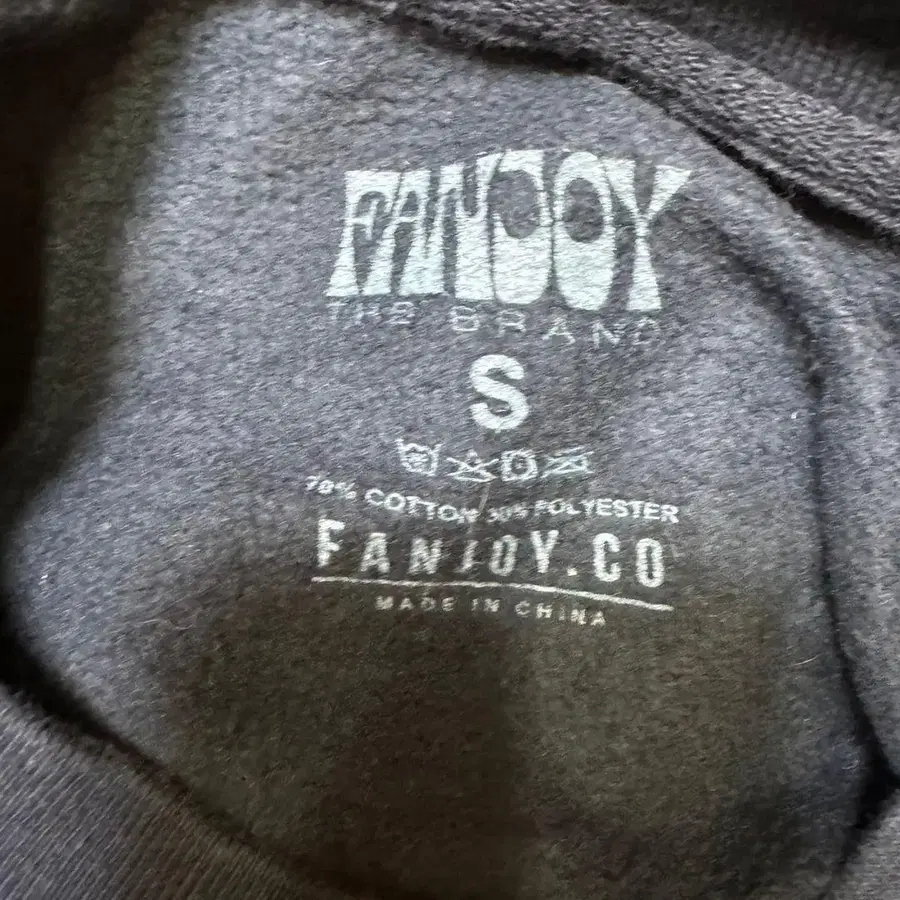 FANJOY
THE BRAND
S
70% COTTON 30% POLYESTER
FANJOY.CO
MADE IN CHINA